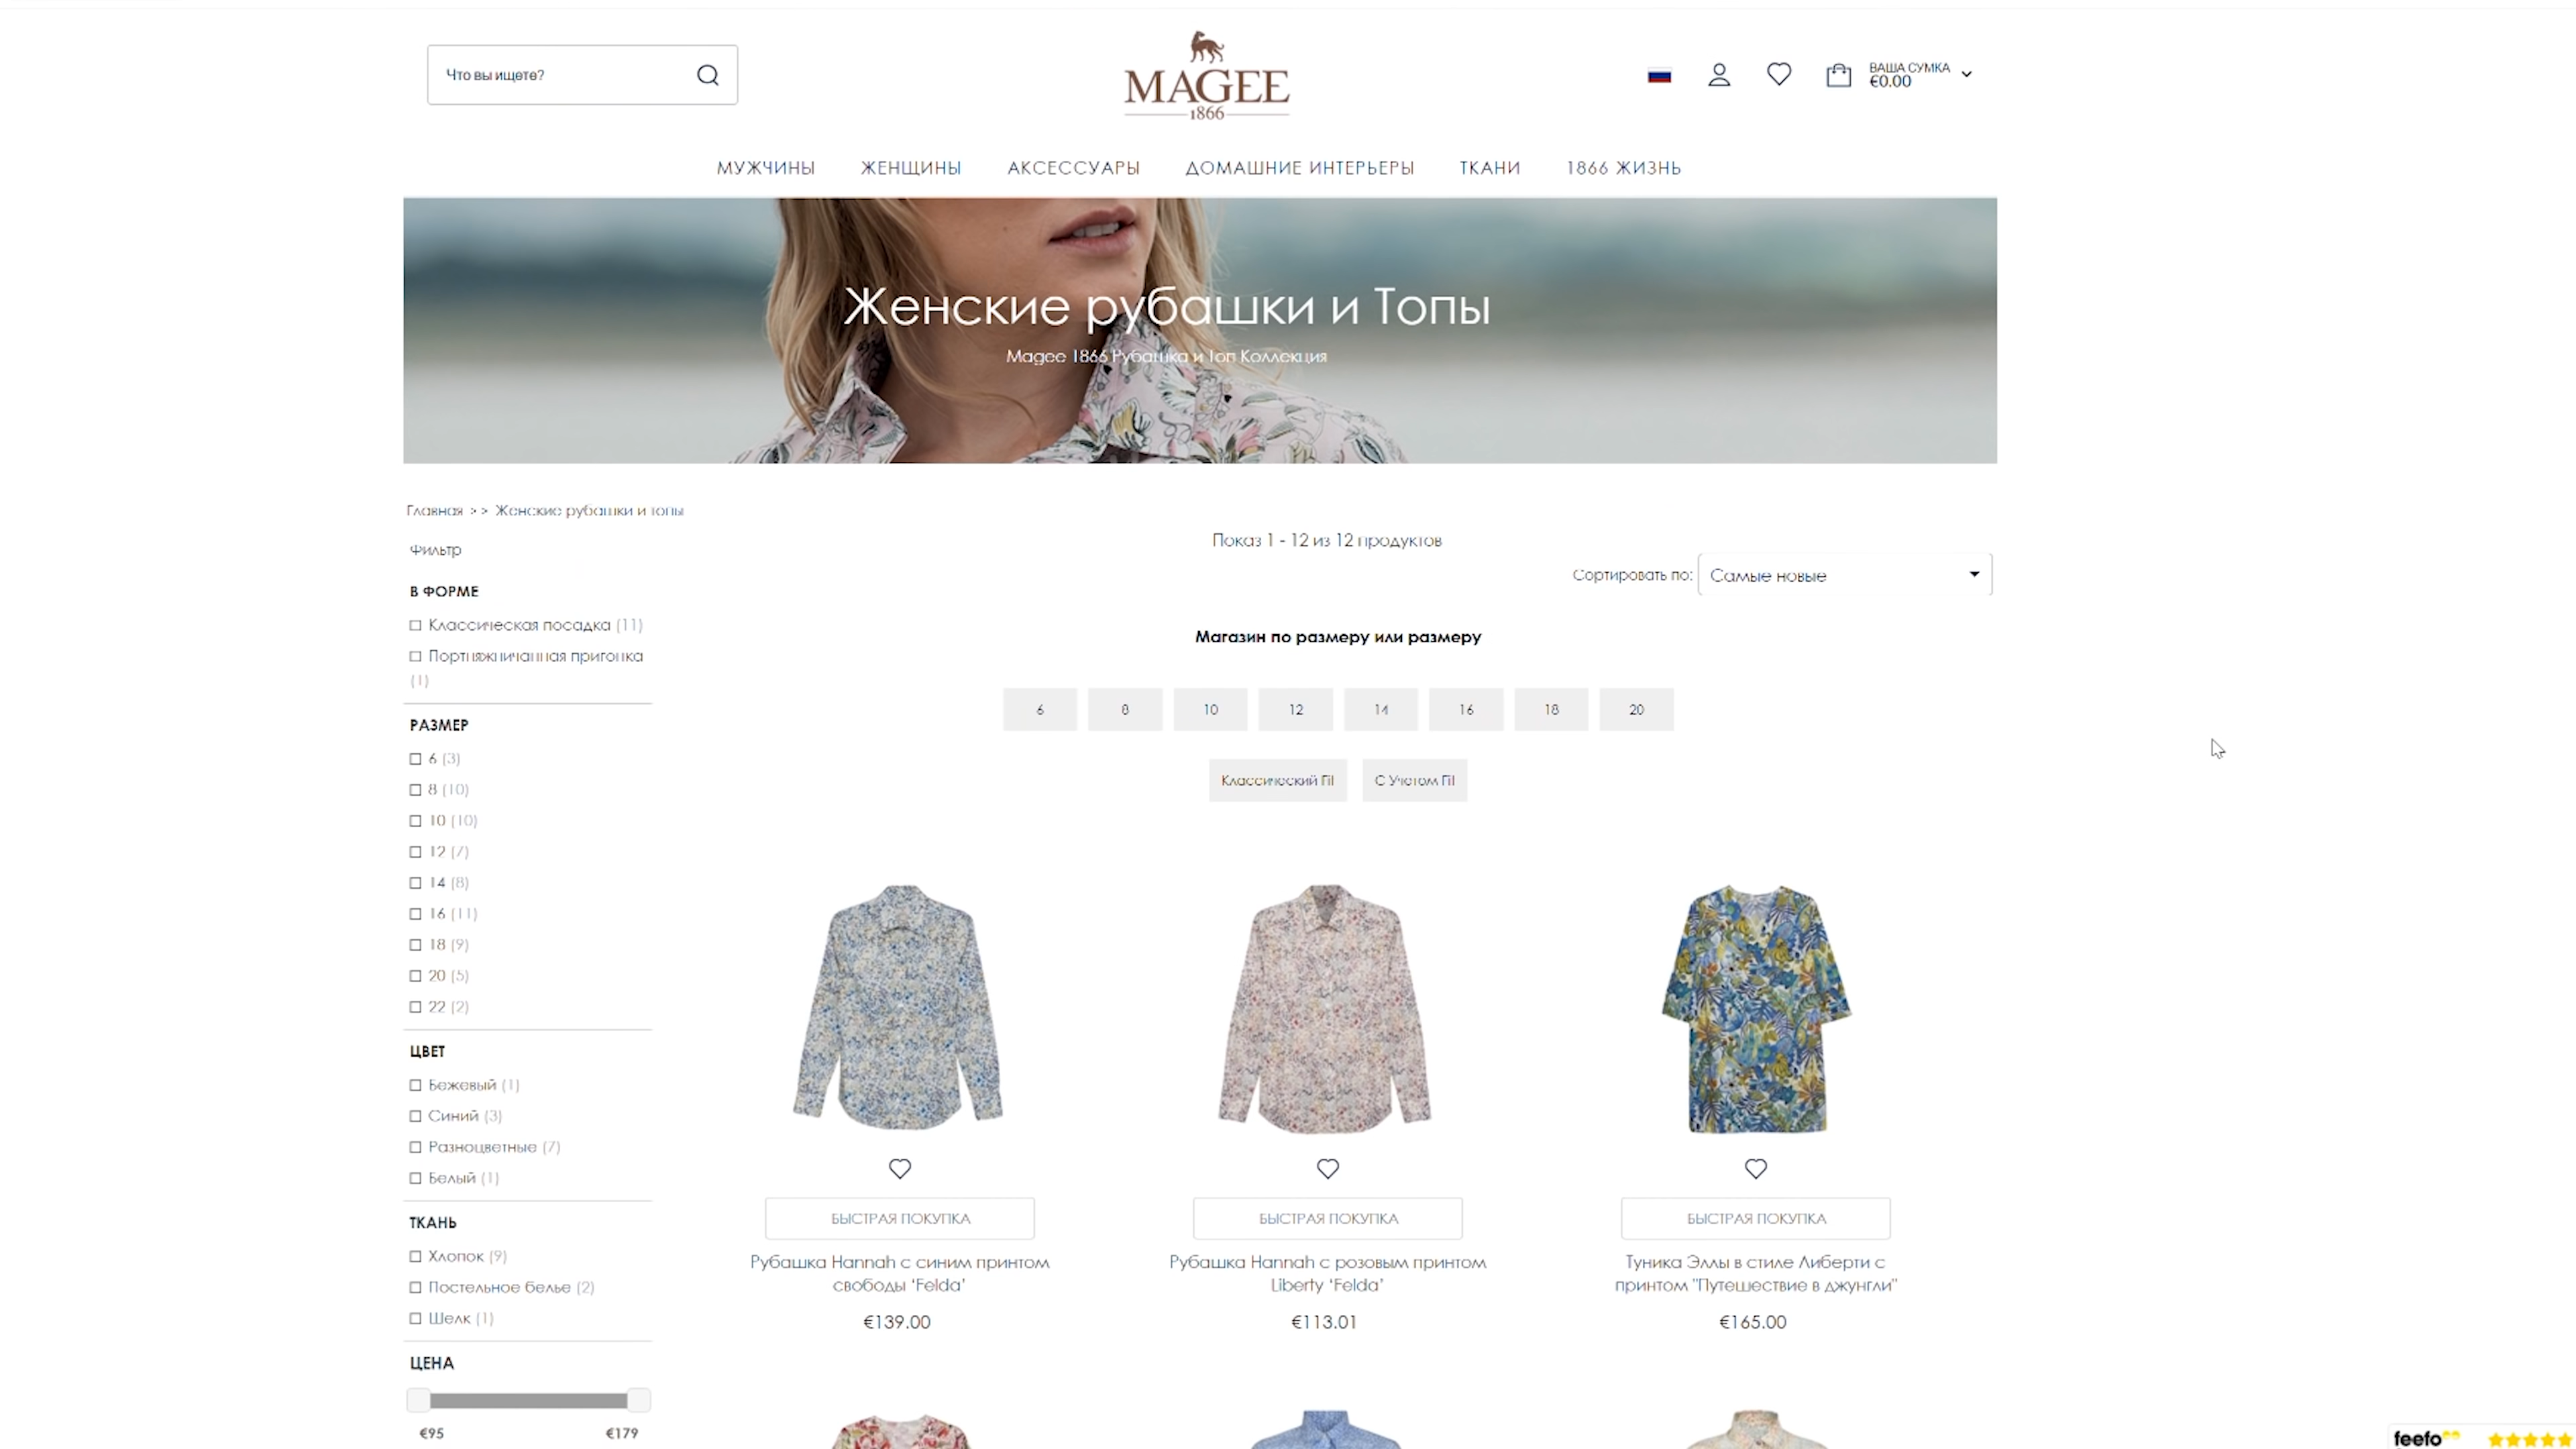 Что вы ищете?
MAGEE
1866
ВАША СУМКА
€0.00
МУЖЧИНЫ
ЖЕНЩИНЫ
АКСЕССУАРЫ
ДОМАШНИЕ ИНТЕРЬЕРЫ
ТКАНИ
1866 ЖИЗНЬ
Женские рубашки и Топы
Magee 1866 Рубашка и Топ Коллекция
Главная >> Женские рубашки и топы
Показ 1 - 12 из 12 продуктов
Фильтр
Сортировать по: Самые новые
В ФОРМЕ
Классическая посадка (11)
Портняжничанная пригонка
(1)
Магазин по размеру или размеру
6 8 10 12 14 16 18 20
Классический Fit
С Учетом Fit
РАЗМЕР
6 (3)
8 (10)
10 (10)
12 (7)
14 (8)
16 (11)
18 (9)
20 (5)
22 (2)
ЦВЕТ
Бежевый (1)
Синий (3)
Разноцветные (7)
Белый (1)
ТКАНЬ
Хлопок (9)
Постельное белье (2)
Шелк (1)
ЦЕНА
€95 €179
БЫСТРАЯ ПОКУПКА
Рубашка Hannah с синим принтом
свободы ‘Felda’
€139.00
БЫСТРАЯ ПОКУПКА
Рубашка Hannah с розовым принтом
Liberty ‘Felda’
€113.01
БЫСТРАЯ ПОКУПКА
Туника Эллы в стиле Либерти с
принтом "Путешествие в джунгли"
€165.00
feefo